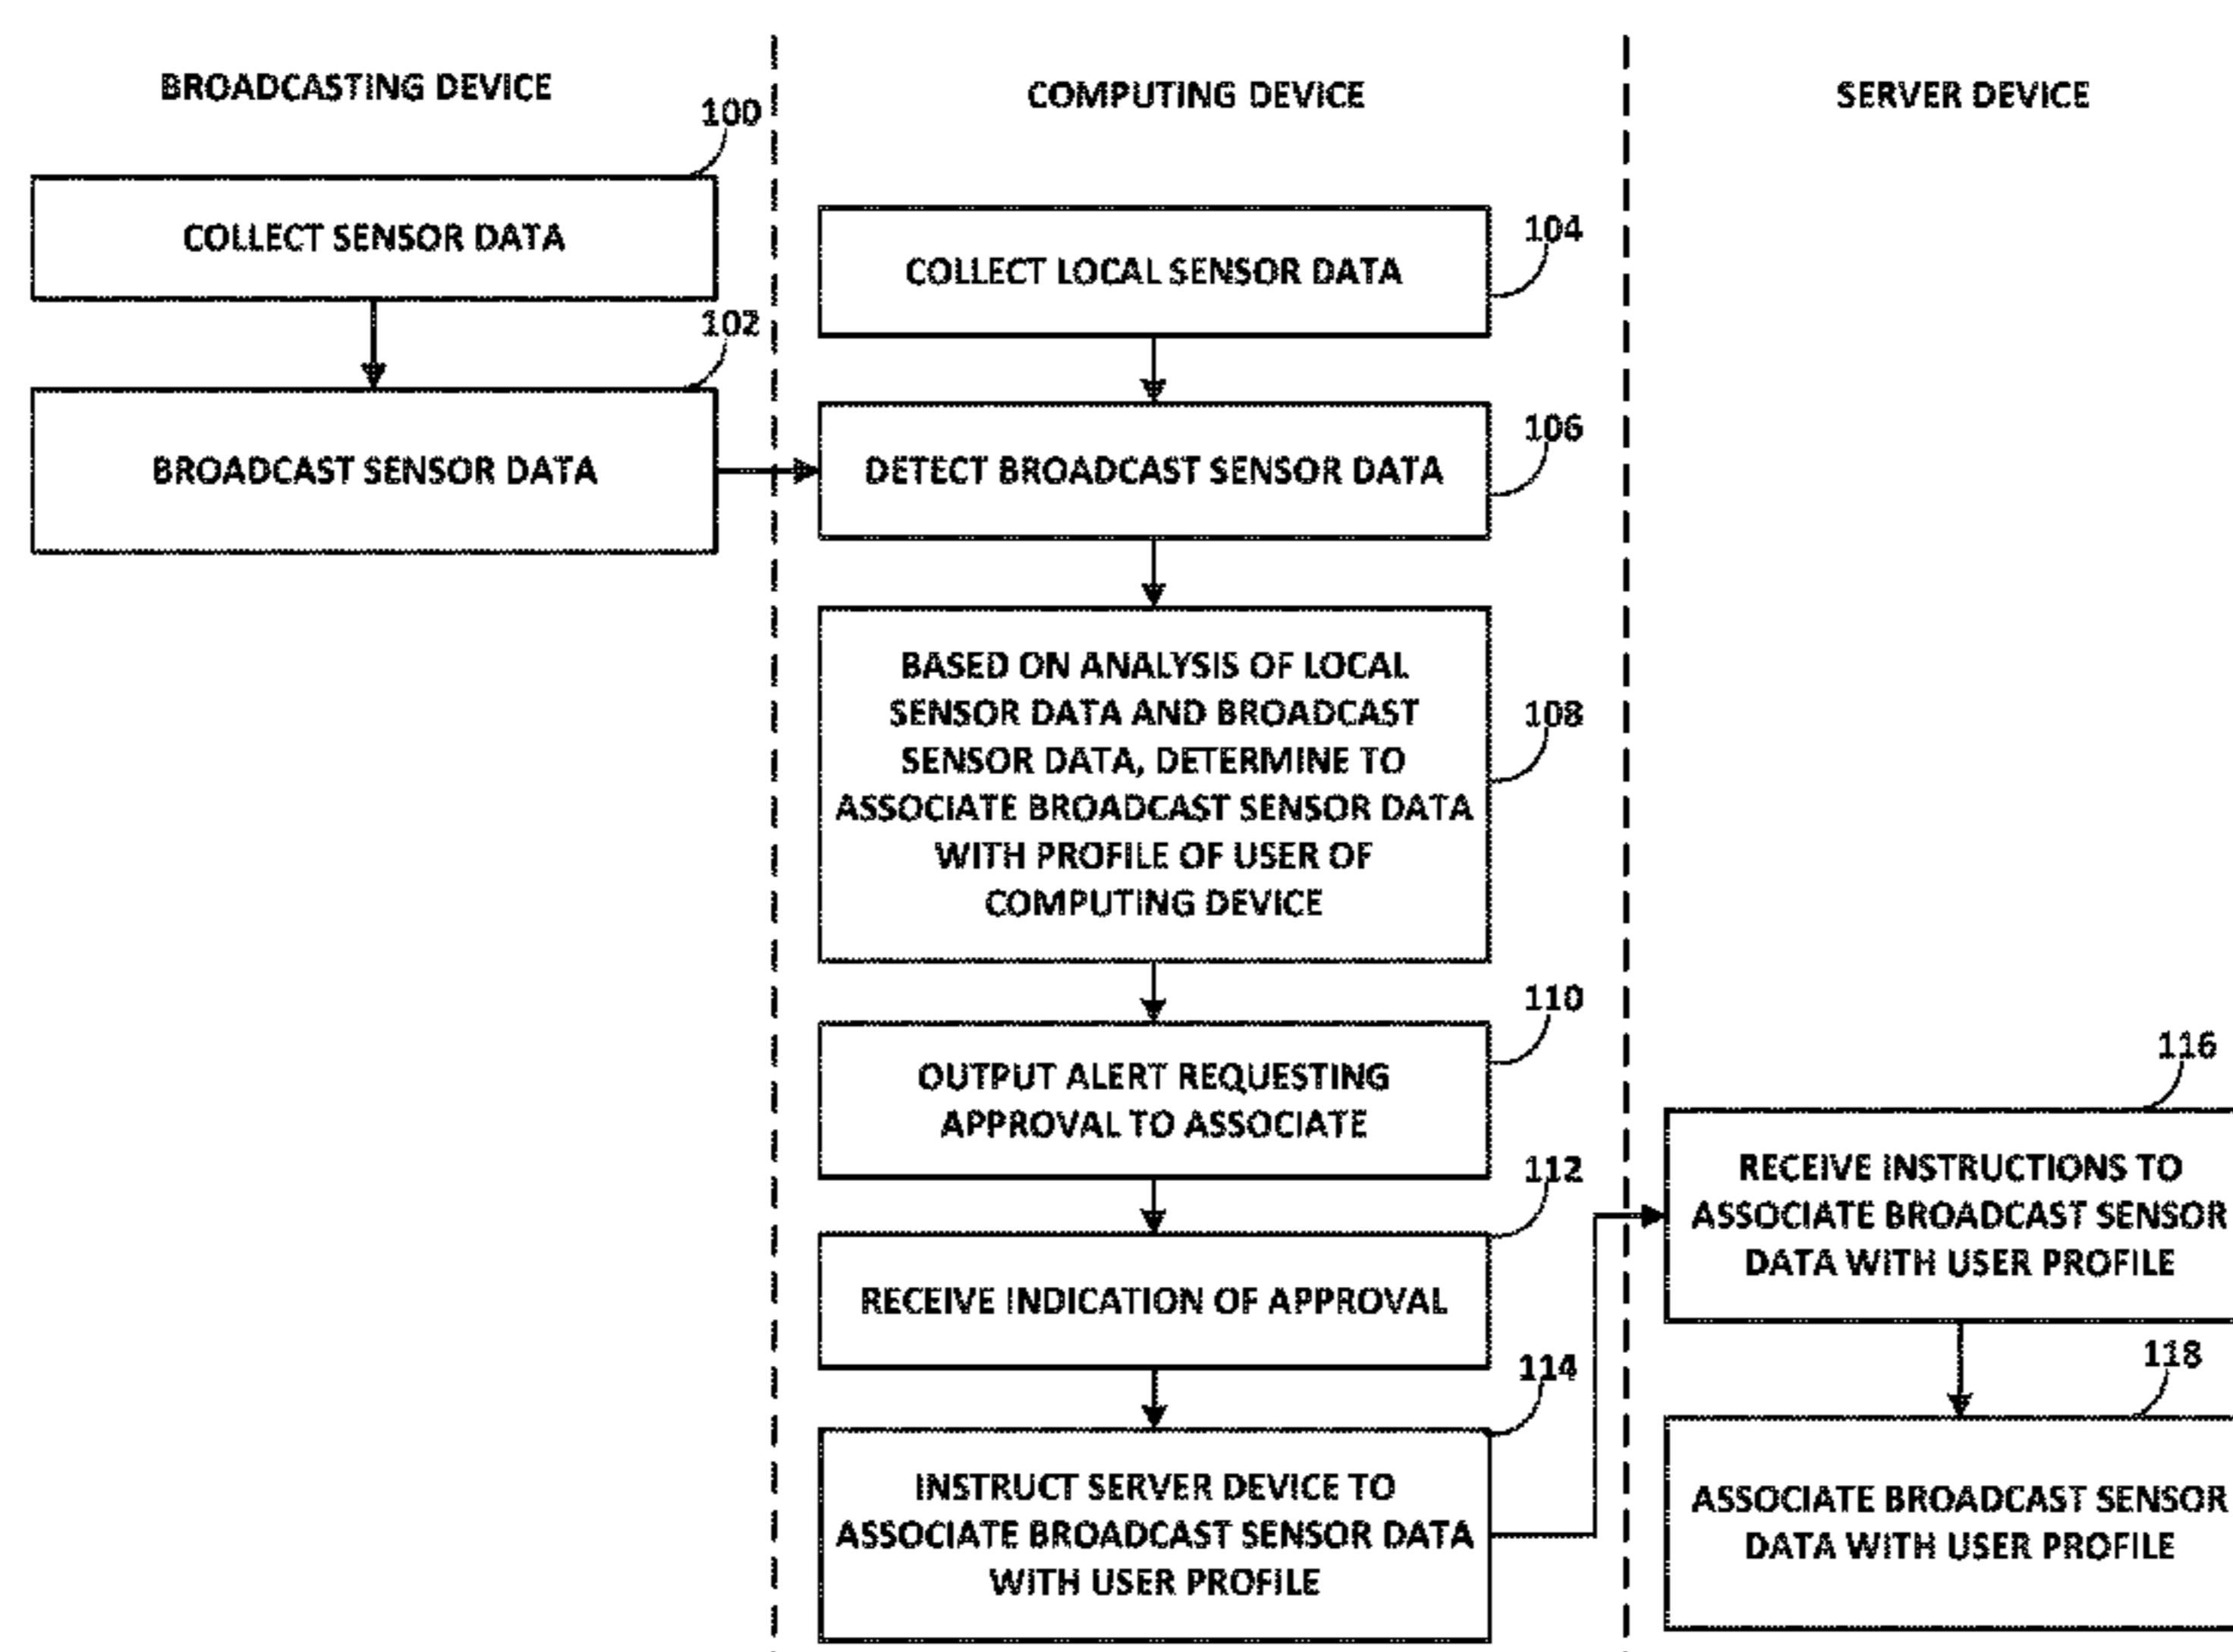 BROADCASTING DEVICE
100
COLLECT SENSOR DATA
102
BROADCAST SENSOR DATA
COMPUTING DEVICE
104
COLLECT LOCAL SENSOR DATA
106
DETECT BROADCAST SENSOR DATA
108
BASED ON ANALYSIS OF LOCAL
SENSOR DATA AND BROADCAST
SENSOR DATA, DETERMINE TO
ASSOCIATE BROADCAST SENSOR DATA
WITH PROFILE OF USER OF
COMPUTING DEVICE
110
OUTPUT ALERT REQUESTING
APPROVAL TO ASSOCIATE
112
RECEIVE INDICATION OF APPROVAL
114
INSTRUCT SERVER DEVICE TO
ASSOCIATE BROADCAST SENSOR DATA
WITH USER PROFILE
SERVER DEVICE
116
RECEIVE INSTRUCTIONS TO
ASSOCIATE BROADCAST SENSOR
DATA WITH USER PROFILE
118
ASSOCIATE BROADCAST SENSOR
DATA WITH USER PROFILE